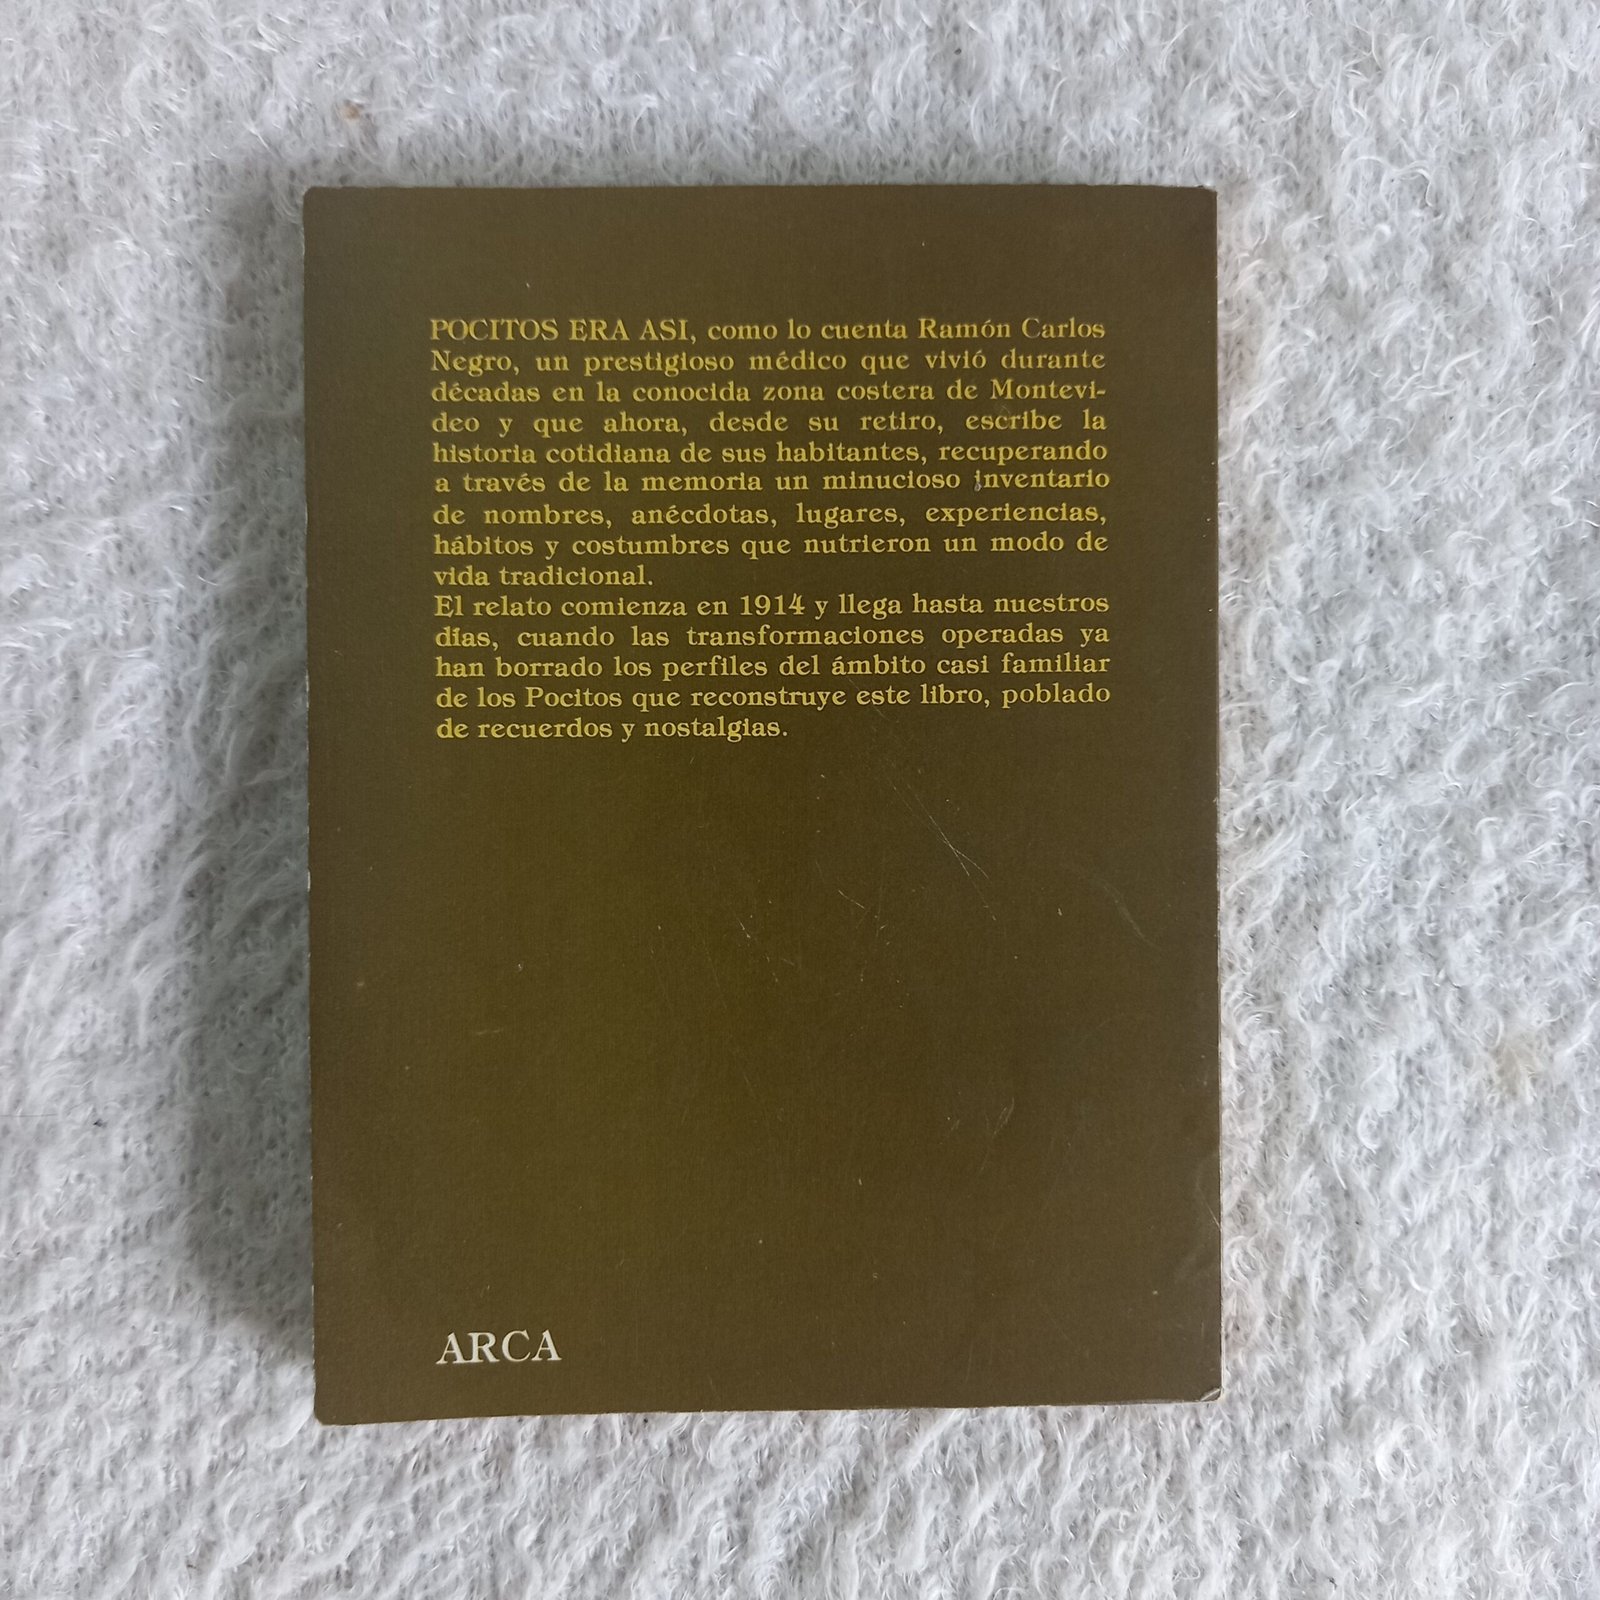 POCITOS ERA ASI, como lo cuenta Ramón Carlos
Negro, un prestigioso médico que vivió durante
décadas en la conocida zona costera de Montevi-
deo y que ahora, desde su retiro, escribe la
historia cotidiana de sus habitantes, recuperando
a través de la memoria un minucioso inventario
de nombres, anécdotas, lugares, experiencias,
hábitos y costumbres que nutrieron un modo de
vida tradicional.
El relato comienza en 1914 y llega hasta nuestros
días, cuando las transformaciones operadas ya
han borrado los perfiles del ámbito casi familiar
de los Pocitos que reconstruye este libro, poblado
de recuerdos y nostalgias.
ARCA